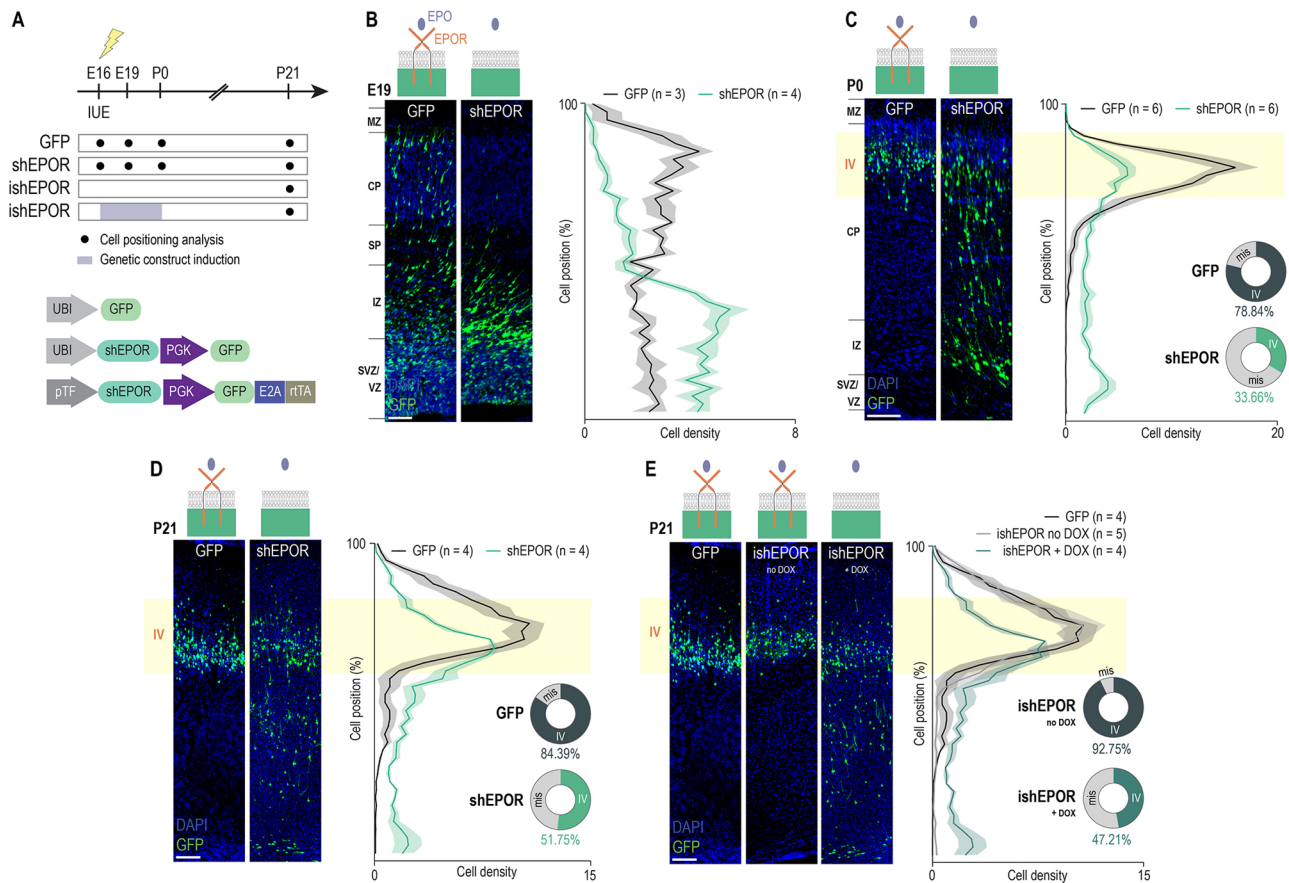 A
E16 E19 P0 P21
IUE
GFP
shEPOR
ishEPOR
ishEPOR
Cell positioning analysis
Genetic construct induction
UBI GFP
UBI shEPOR PGK GFP
pTF shEPOR PGK GFP E2A rtTA
B
EPO
EPOR
E19
GFP shEPOR
MZ
CP
SP
IZ
SVZ/
VZ
DAPI
GFP
GFP (n = 3) shEPOR (n = 4)
100
Cell position (%)
0 8
Cell density
C
P0
GFP shEPOR
MZ
IV
CP
IZ
SVZ/
VZ
DAPI
GFP
GFP (n = 6) shEPOR (n = 6)
100
Cell position (%)
GFP
mis
IV
78.84%
shEPOR
IV
mis
33.66%
0 20
Cell density
D
P21
GFP shEPOR
IV
DAPI
GFP
GFP (n = 4) shEPOR (n = 4)
100
Cell position (%)
GFP
mis
IV
84.39%
shEPOR
mis
IV
51.75%
0 15
Cell density
E
P21
GFP ishEPOR ishEPOR
no DOX + DOX
IV
DAPI
GFP
GFP (n = 4)
ishEPOR no DOX (n = 5)
ishEPOR + DOX (n = 4)
100
Cell position (%)
ishEPOR
no DOX
mis
IV
92.75%
ishEPOR
+ DOX
mis
IV
47.21%
0 15
Cell density